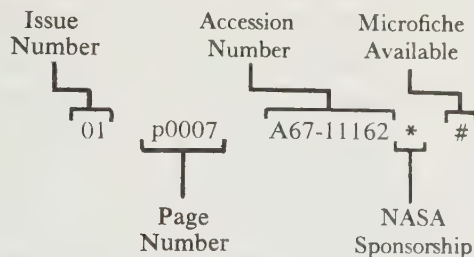 Issue
Number
Accession
Number
Microfiche
Available
01 p0007 A67-11162 * #
Page
Number
NASA
Sponsorship